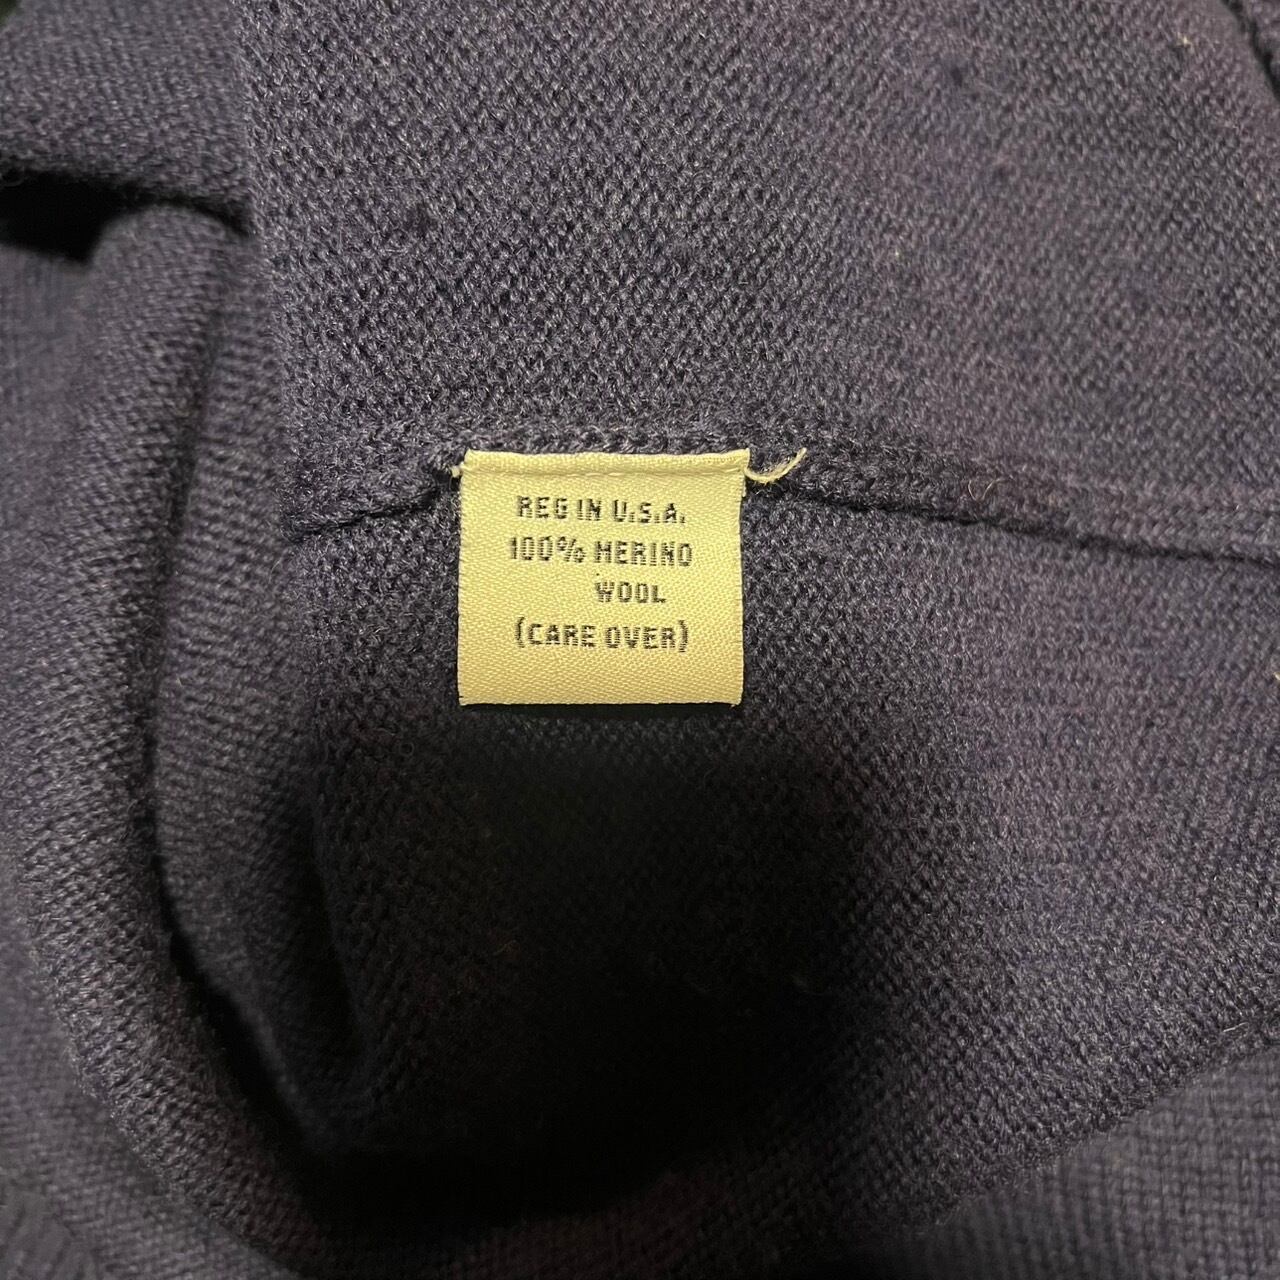 REG IN U.S.A.
100% MERINO
WOOL
(CARE OVER)